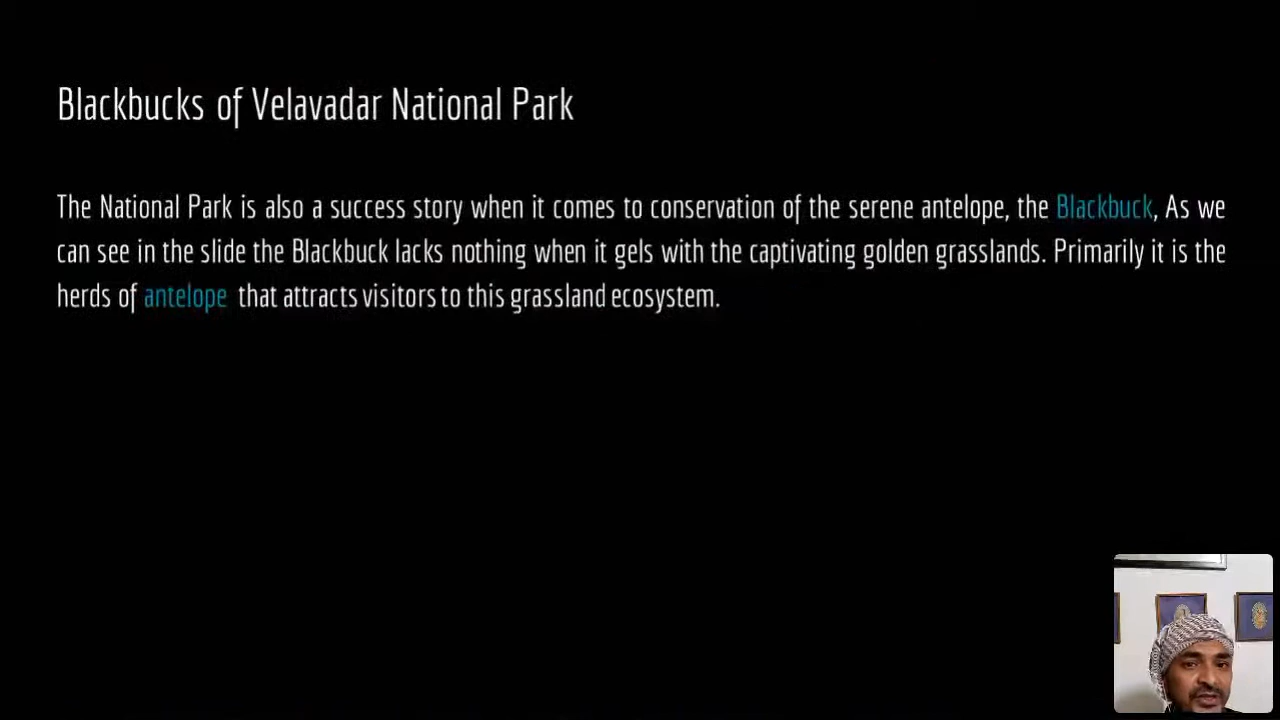 Blackbucks of Velavadar National Park
The National Park is also a success story when it comes to conservation of the serene antelope, the Blackbuck, As we
can see in the slide the Blackbuck lacks nothing when it gels with the captivating golden grasslands. Primarily it is the
herds of antelope that attracts visitors to this grassland ecosystem.